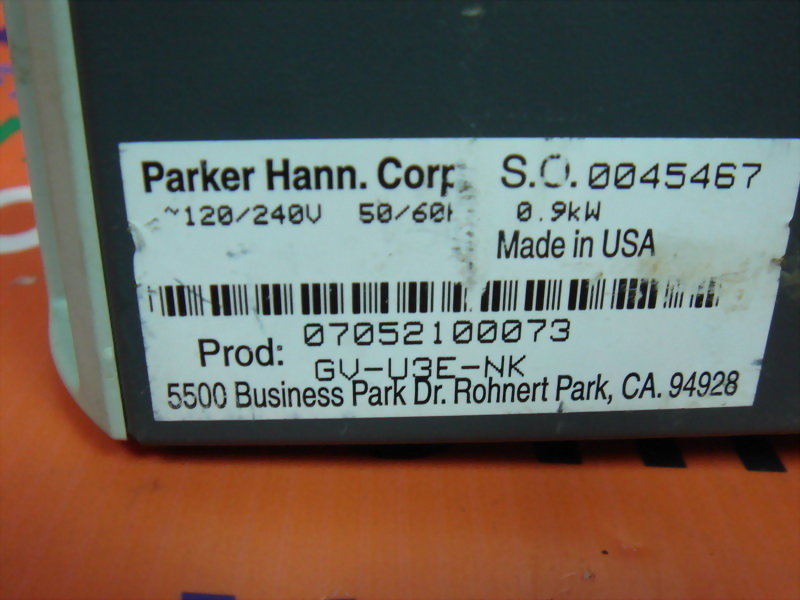 Parker Hann. Corp S.O. 0045467
~120/240V 50/60H 0.9kW
Made in USA
07052100073
Prod: GV-U3E-NK
5500 Business Park Dr. Rohnert Park, CA. 94928